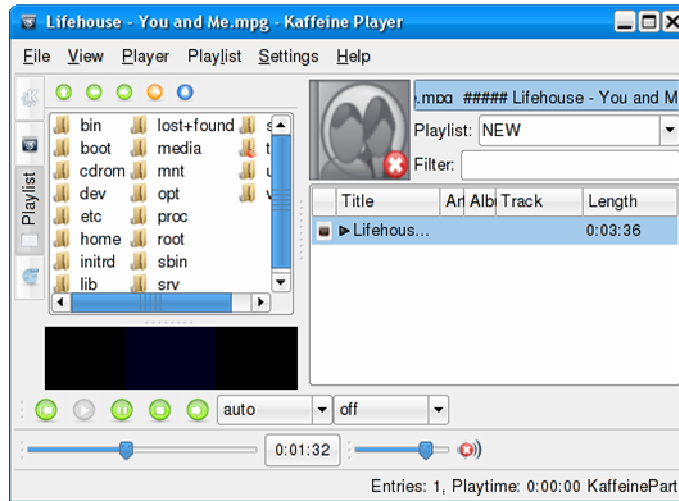 Lifehouse - You and Me.mpg - Kaffeine Player
File View Player Playlist Settings Help
.mpg ##### Lifehouse - You and M
Playlist: NEW
Filter:
Playlist
bin lost+found s
boot media t
cdrom mnt u
dev opt v
etc proc
home root
initrd sbin
lib srv
Title Ar Albu Track Length
Lifehous... 0:03:36
auto off
0:01:32
Entries: 1, Playtime: 0:00:00 KaffeinePart